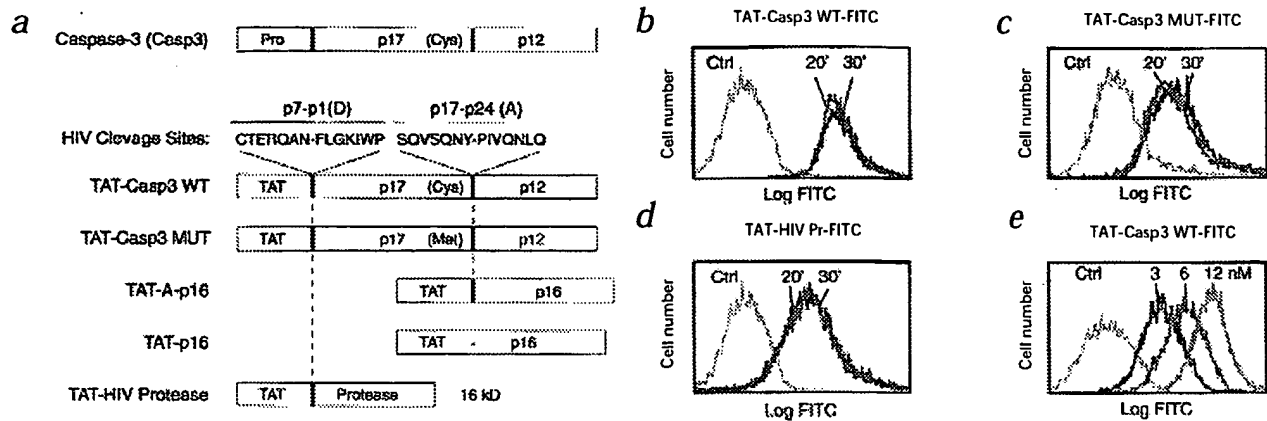 a
Caspase-3 (Casp3)
Pro
p17
(Cys)
p12
p7-p1(D)
p17-p24 (A)
HIV Clevage Sites:
CTERQAN-FLGKIWP
SQVSQNY-PIVQNLQ
TAT-Casp3 WT
TAT
p17
(Cys)
p12
TAT-Casp3 MUT
TAT
p17
(Met)
p12
TAT-A-p16
TAT
p16
TAT-p16
TAT
p16
TAT-HIV Protease
TAT
Protease
16 kD
b
TAT-Casp3 WT-FITC
Ctrl
20'
30'
Cell number
Log FITC
c
TAT-Casp3 MUT-FITC
Ctrl
20'
30'
Cell number
Log FITC
d
TAT-HIV Pr-FITC
Ctrl
20'
30'
Cell number
Log FITC
e
TAT-Casp3 WT-FITC
Ctrl
3
6
12 nM
Cell number
Log FITC